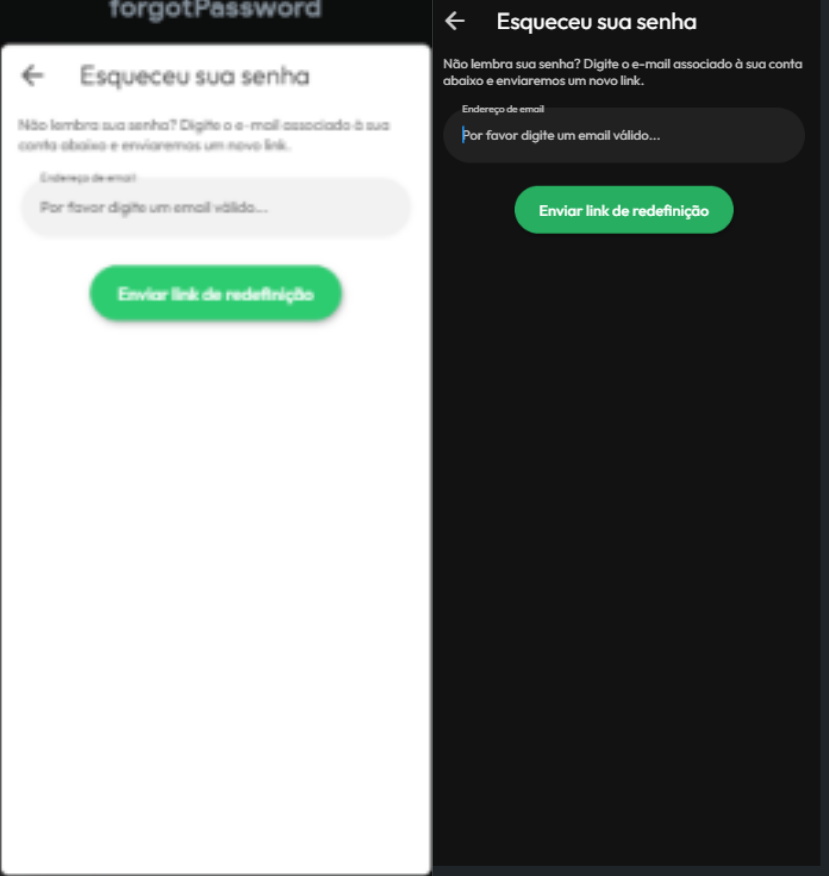 forgotPassword
Esqueceu sua senha
Não lembra sua senha? Digite o e-mail associado à sua
conta abaixo e enviaremos um novo link.
Endereço de email
Por favor digite um email válido...
Enviar link de redefinição
Esqueceu sua senha
Não lembra sua senha? Digite o e-mail associado à sua conta
abaixo e enviaremos um novo link.
Endereço de email
Por favor digite um email válido...
Enviar link de redefinição